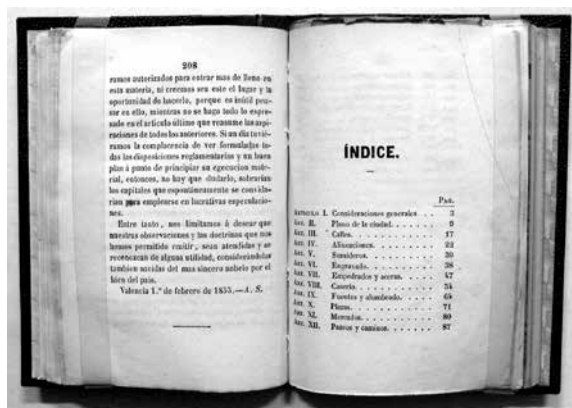 208
ramos autorizados para entrar mas de lleno en
esta materia, ni creemos sea este el lugar y la
oportunidad de hacerlo, porque es inútil pen-
sar en ello, mientras no se haga todo lo espre-
sado en el artículo último que reasume las aspi-
raciones de todos los anteriores. Si un dia tuvié-
ramos la complacencia de ver formuladas to-
das las disposiciones reglamentarias y un buen
plan á punto de principiar su egecucion mate-
rial, entonces, no hay que dudarlo, sobrarian
los capitales que espontáneamente se consida-
rian para emplearse en lucrativas especulacio-
nes.
Entre tanto, nos limitamos á desear que
nuestras observaciones y las doctrinas que nos
hemos permitido emitir, sean atendidas y se
reconozcan de alguna utilidad, considerándolas
tambien nacidas del mas sincero anhelo por el
bien del pais.
Valencia 1.º de febrero de 1855.—A. S.
ÍNDICE.
PAG.
ARTÍCULO I. Consideraciones generales . . 3
ART. II. Plano de la ciudad. . . . . . . 9
ART. III. Calles. . . . . . . . . . 17
ART. IV. Alineaciones. . . . . . . . 22
ART. V. Sumideros. . . . . . . . . 30
ART. VI. Engravado. . . . . . . . . 38
ART. VII. Empedrados y aceras. . . . . 47
ART. VIII. Caserío. . . . . . . . . . 54
ART. IX. Fuentes y alumbrado. . . . . 64
ART. X. Plazas. . . . . . . . . . 71
ART. XI. Mercados. . . . . . . . . 80
ART. XII. Paseos y caminos. . . . . . . 87